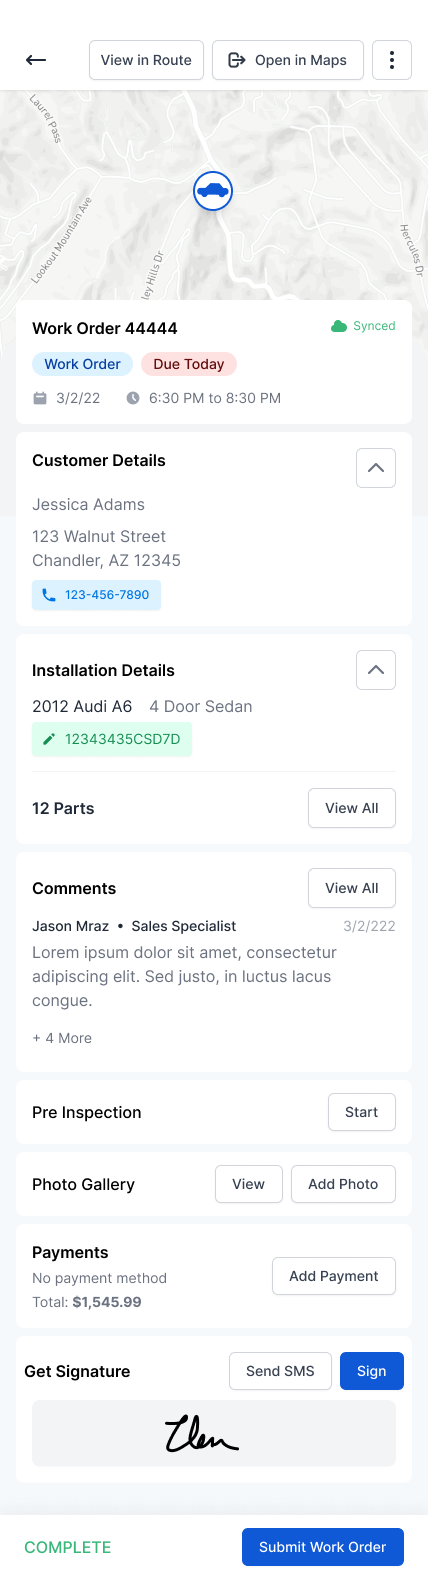 View in Route
Open in Maps
Laurel Pass
Lookout Mountain Ave
ley Hills Dr
Hercules Dr
Work Order 44444
Synced
Work Order
Due Today
3/2/22
6:30 PM to 8:30 PM
Customer Details
Jessica Adams
123 Walnut Street
Chandler, AZ 12345
123-456-7890
Installation Details
2012 Audi A6 4 Door Sedan
12343435CSD7D
12 Parts
View All
Comments
View All
Jason Mraz • Sales Specialist
3/2/222
Lorem ipsum dolor sit amet, consectetur
adipiscing elit. Sed justo, in luctus lacus
congue.
+ 4 More
Pre Inspection
Start
Photo Gallery
View
Add Photo
Payments
No payment method
Total: $1,545.99
Add Payment
Get Signature
Send SMS
Sign
COMPLETE
Submit Work Order